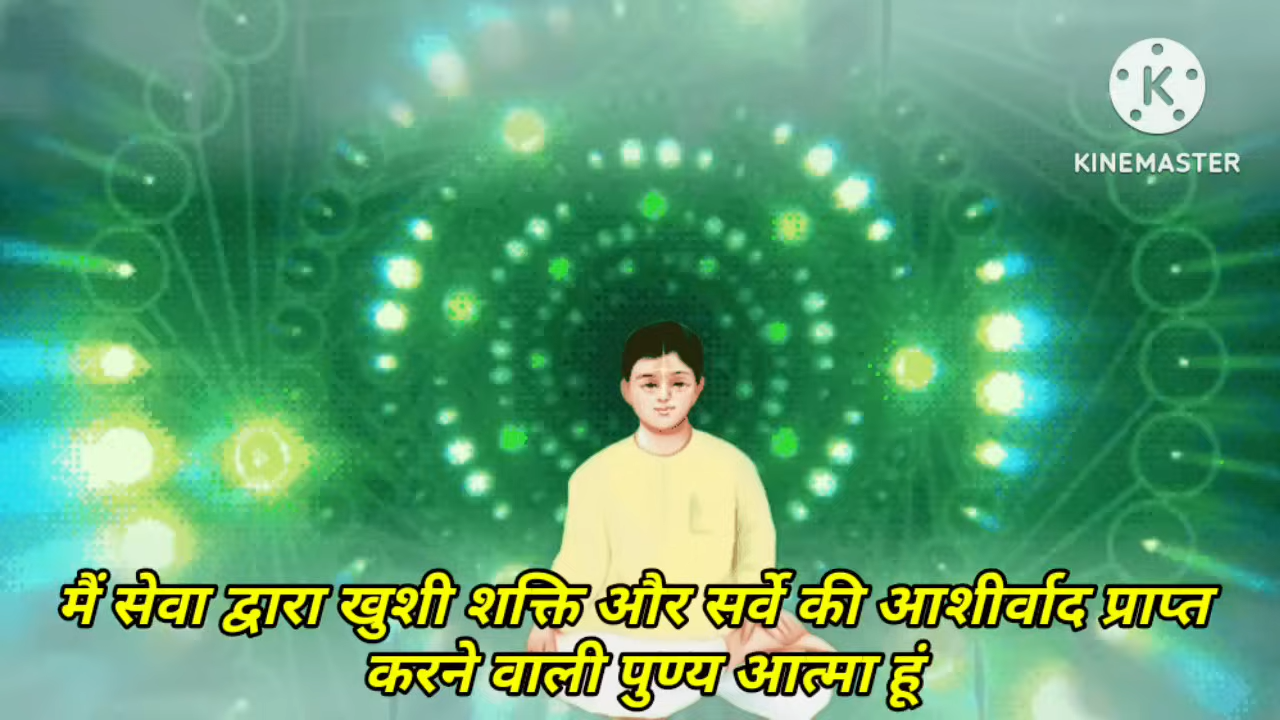 K
KINEMASTER
मैं सेवा द्वारा खुशी शक्ति और सर्वे की आशीर्वाद प्राप्त
करने वाली पुण्य आत्मा हूं